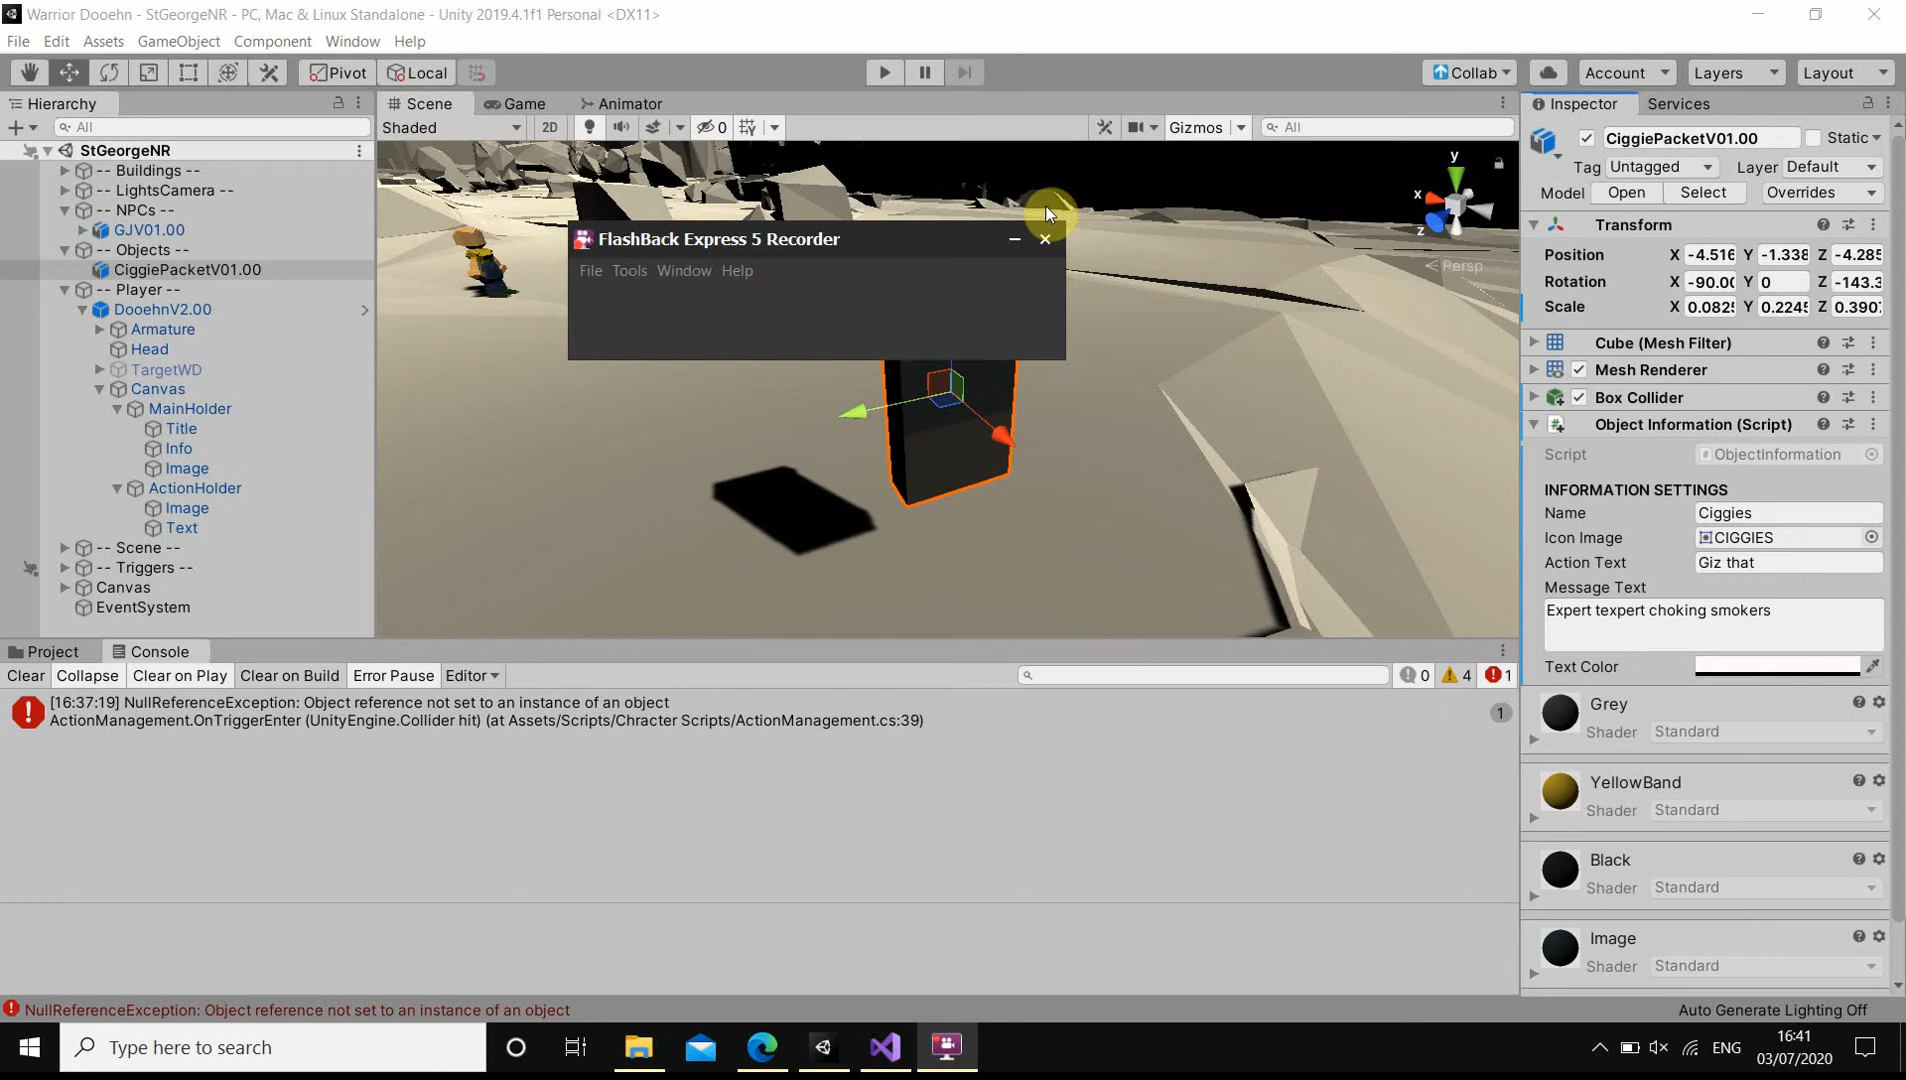 Warrior Dooehn - StGeorgeNR - PC, Mac & Linux Standalone - Unity 2019.4.1f1 Personal <DX11>
File Edit Assets GameObject Component Window Help
Pivot Local Collab Account Layers Layout
Hierarchy Scene Game Animator Inspector Services
All Shaded 2D 0 Gizmos All
CiggiePacketV01.00 Static
StGeorgeNR
Tag Untagged Layer Default
-- Buildings --
-- LightsCamera --
Model Open Select Overrides
-- NPCs --
GJV01.00
-- Objects --
CiggiePacketV01.00
-- Player --
DooehnV2.00
Armature
Head
TargetWD
Canvas
MainHolder
Title
Info
Image
ActionHolder
Image
Text
-- Scene --
-- Triggers --
Canvas
EventSystem
y
x
z
Persp
FlashBack Express 5 Recorder
File Tools Window Help
Transform
Position X -4.516 Y -1.338 Z -4.285
Rotation X -90.00 Y 0 Z -143.3
Scale X 0.0825 Y 0.2245 Z 0.3907
Cube (Mesh Filter)
Mesh Renderer
Box Collider
Object Information (Script)
Script ObjectInformation
INFORMATION SETTINGS
Name Ciggies
Icon Image CIGGIES
Action Text Giz that
Message Text
Expert texpert choking smokers
Text Color
Grey
Shader Standard
YellowBand
Shader Standard
Black
Shader Standard
Image
Shader Standard
Project Console
Clear Collapse Clear on Play Clear on Build Error Pause Editor 0 4 1
[16:37:19] NullReferenceException: Object reference not set to an instance of an object
ActionManagement.OnTriggerEnter (UnityEngine.Collider hit) (at Assets/Scripts/Chracter Scripts/ActionManagement.cs:39)
1
NullReferenceException: Object reference not set to an instance of an object
Auto Generate Lighting Off
Type here to search
ENG
16:41
03/07/2020